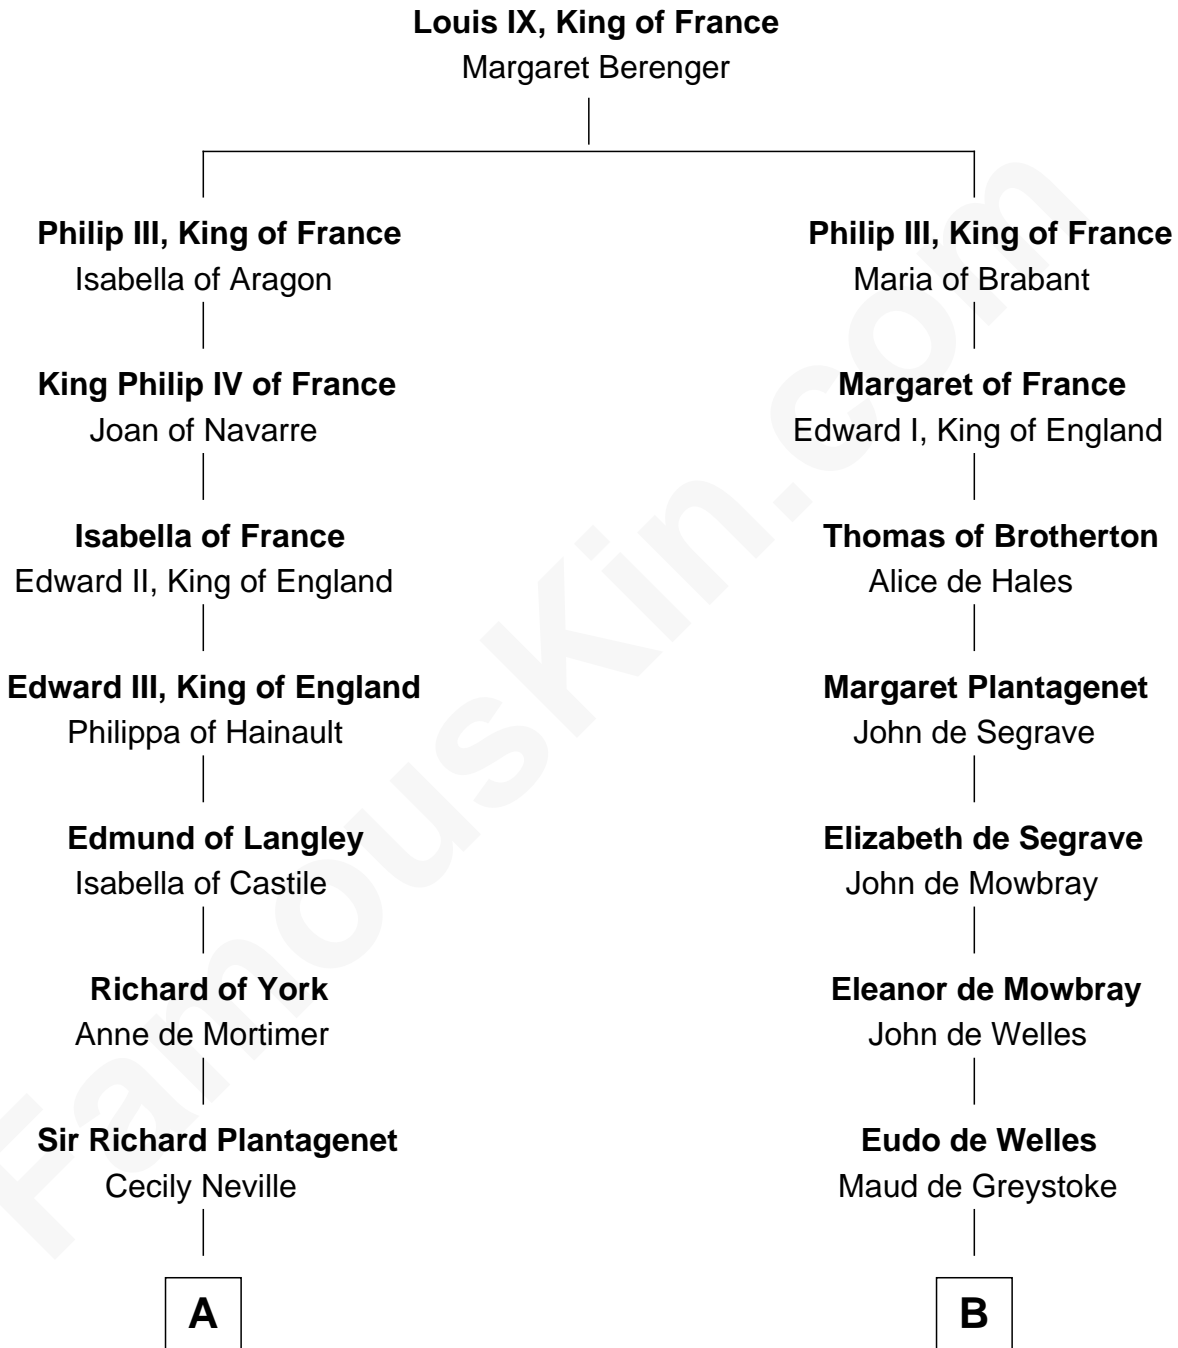 Louis IX, King of France
Margaret Berenger
Philip III, King of France
Isabella of Aragon
King Philip IV of France
Joan of Navarre
Isabella of France
Edward II, King of England
Edward III, King of England
Philippa of Hainault
Edmund of Langley
Isabella of Castile
Richard of York
Anne de Mortimer
Sir Richard Plantagenet
Cecily Neville
A
Philip III, King of France
Maria of Brabant
Margaret of France
Edward I, King of England
Thomas of Brotherton
Alice de Hales
Margaret Plantagenet
John de Segrave
Elizabeth de Segrave
John de Mowbray
Eleanor de Mowbray
John de Welles
Eudo de Welles
Maud de Greystoke
B
FamousKin.com